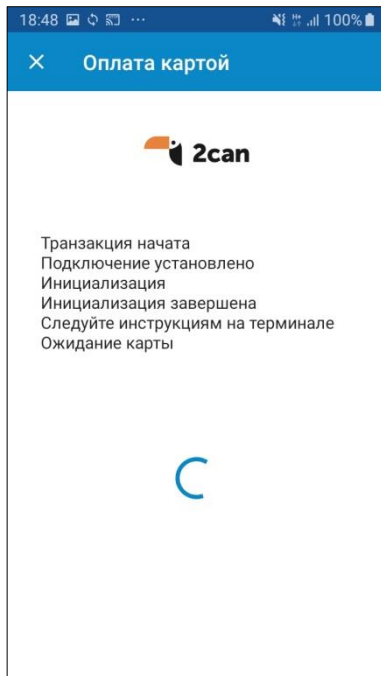 18:48 ... 100%
Оплата картой
2can
Транзакция начата
Подключение установлено
Инициализация
Инициализация завершена
Следуйте инструкциям на терминале
Ожидание карты